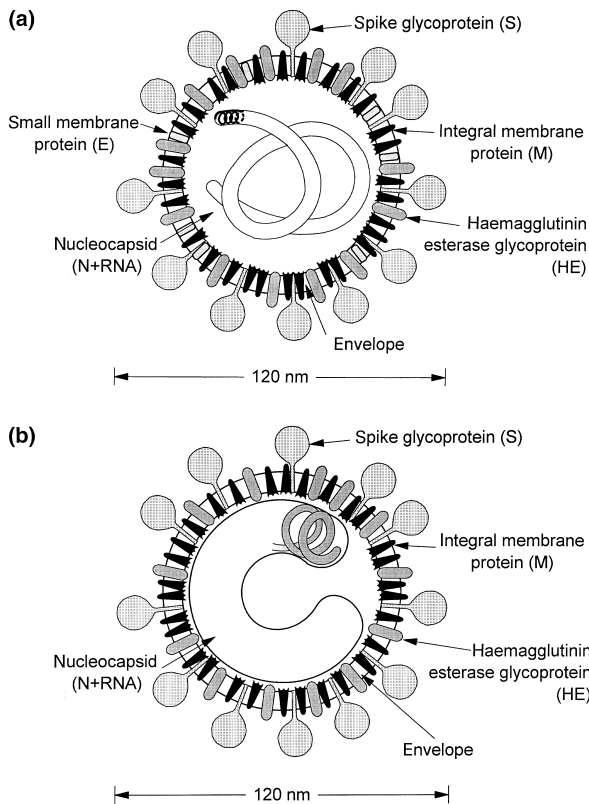 (a)
Spike glycoprotein (S)
Small membrane
protein (E)
Integral membrane
protein (M)
Haemagglutinin
esterase glycoprotein
(HE)
Nucleocapsid
(N+RNA)
Envelope
120 nm
(b)
Spike glycoprotein (S)
Integral membrane
protein (M)
Haemagglutinin
esterase glycoprotein
(HE)
Nucleocapsid
(N+RNA)
Envelope
120 nm